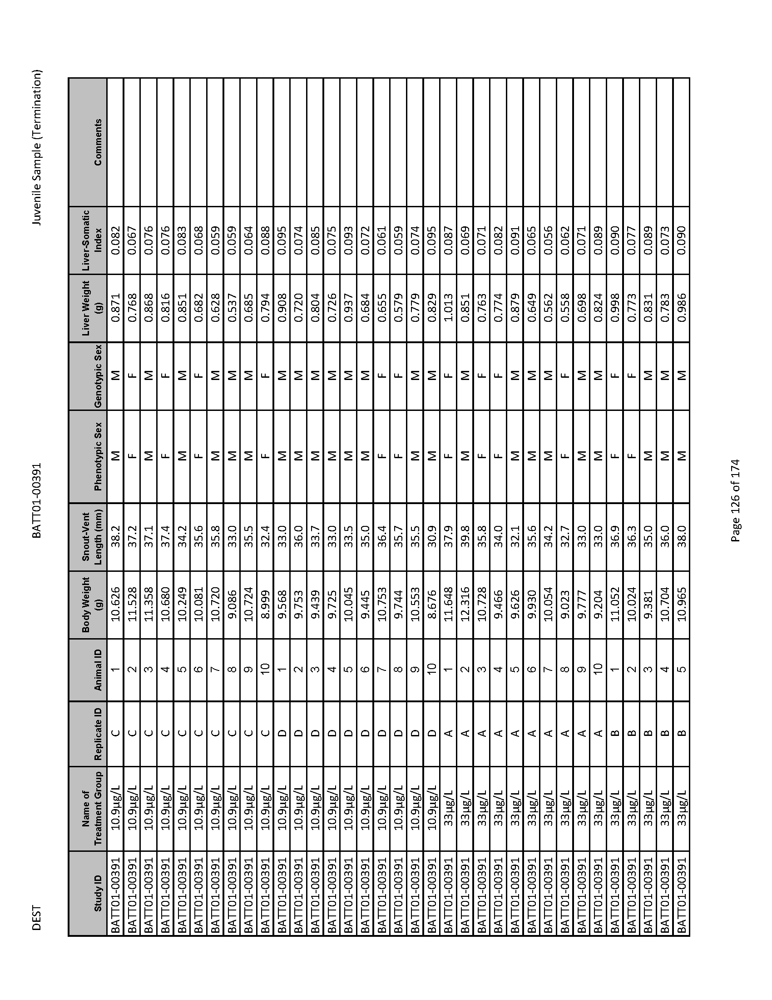 DEST BATT01-00391 Juvenile Sample (Termination)
Study ID Name of Treatment Group Replicate ID Animal ID Body Weight (g) Snout-Vent Length (mm) Phenotypic Sex Genotypic Sex Liver Weight (g) Liver-Somatic Index Comments
BATT01-00391 10.9µg/L C 1 10.626 38.2 M M 0.871 0.082
BATT01-00391 10.9µg/L C 2 11.528 37.2 F F 0.768 0.067
BATT01-00391 10.9µg/L C 3 11.358 37.1 M M 0.868 0.076
BATT01-00391 10.9µg/L C 4 10.680 37.4 F F 0.816 0.076
BATT01-00391 10.9µg/L C 5 10.249 34.2 M M 0.851 0.083
BATT01-00391 10.9µg/L C 6 10.081 35.6 F F 0.682 0.068
BATT01-00391 10.9µg/L C 7 10.720 35.8 M M 0.628 0.059
BATT01-00391 10.9µg/L C 8 9.086 33.0 M M 0.537 0.059
BATT01-00391 10.9µg/L C 9 10.724 35.5 M M 0.685 0.064
BATT01-00391 10.9µg/L C 10 8.999 32.4 F F 0.794 0.088
BATT01-00391 10.9µg/L D 1 9.568 33.0 M M 0.908 0.095
BATT01-00391 10.9µg/L D 2 9.753 36.0 M M 0.720 0.074
BATT01-00391 10.9µg/L D 3 9.439 33.7 M M 0.804 0.085
BATT01-00391 10.9µg/L D 4 9.725 33.0 M M 0.726 0.075
BATT01-00391 10.9µg/L D 5 10.045 33.5 M M 0.937 0.093
BATT01-00391 10.9µg/L D 6 9.445 35.0 M M 0.684 0.072
BATT01-00391 10.9µg/L D 7 10.753 36.4 F F 0.655 0.061
BATT01-00391 10.9µg/L D 8 9.744 35.7 F F 0.579 0.059
BATT01-00391 10.9µg/L D 9 10.553 35.5 M M 0.779 0.074
BATT01-00391 10.9µg/L D 10 8.676 30.9 M M 0.829 0.095
BATT01-00391 33µg/L A 1 11.648 37.9 F F 1.013 0.087
BATT01-00391 33µg/L A 2 12.316 39.8 M M 0.851 0.069
BATT01-00391 33µg/L A 3 10.728 35.8 F F 0.763 0.071
BATT01-00391 33µg/L A 4 9.466 34.0 F F 0.774 0.082
BATT01-00391 33µg/L A 5 9.626 32.1 M M 0.879 0.091
BATT01-00391 33µg/L A 6 9.930 35.6 M M 0.649 0.065
BATT01-00391 33µg/L A 7 10.054 34.2 M M 0.562 0.056
BATT01-00391 33µg/L A 8 9.023 32.7 F F 0.558 0.062
BATT01-00391 33µg/L A 9 9.777 33.0 M M 0.698 0.071
BATT01-00391 33µg/L A 10 9.204 33.0 M M 0.824 0.089
BATT01-00391 33µg/L B 1 11.052 36.9 F F 0.998 0.090
BATT01-00391 33µg/L B 2 10.024 36.3 F F 0.773 0.077
BATT01-00391 33µg/L B 3 9.381 35.0 M M 0.831 0.089
BATT01-00391 33µg/L B 4 10.704 36.0 M M 0.783 0.073
BATT01-00391 33µg/L B 5 10.965 38.0 M M 0.986 0.090
Page 126 of 174